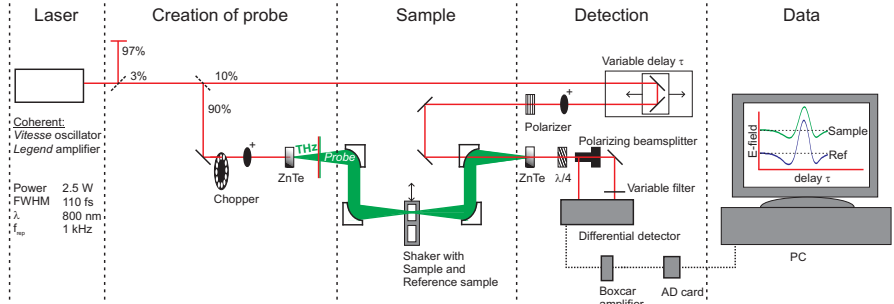 Laser
Creation of probe
Sample
Detection
Data
97%
3%
10%
90%
Coherent:
Vitesse oscillator
Legend amplifier
Power 2.5 W
FWHM 110 fs
λ 800 nm
f_rep 1 kHz
Chopper
+
ZnTe
THz
Probe
Shaker with
Sample and
Reference sample
Variable delay τ
+
Polarizer
Polarizing beamsplitter
ZnTe
λ/4
Variable filter
Differential detector
Boxcar
amplifier
AD card
E-field
Sample
Ref
delay τ
PC